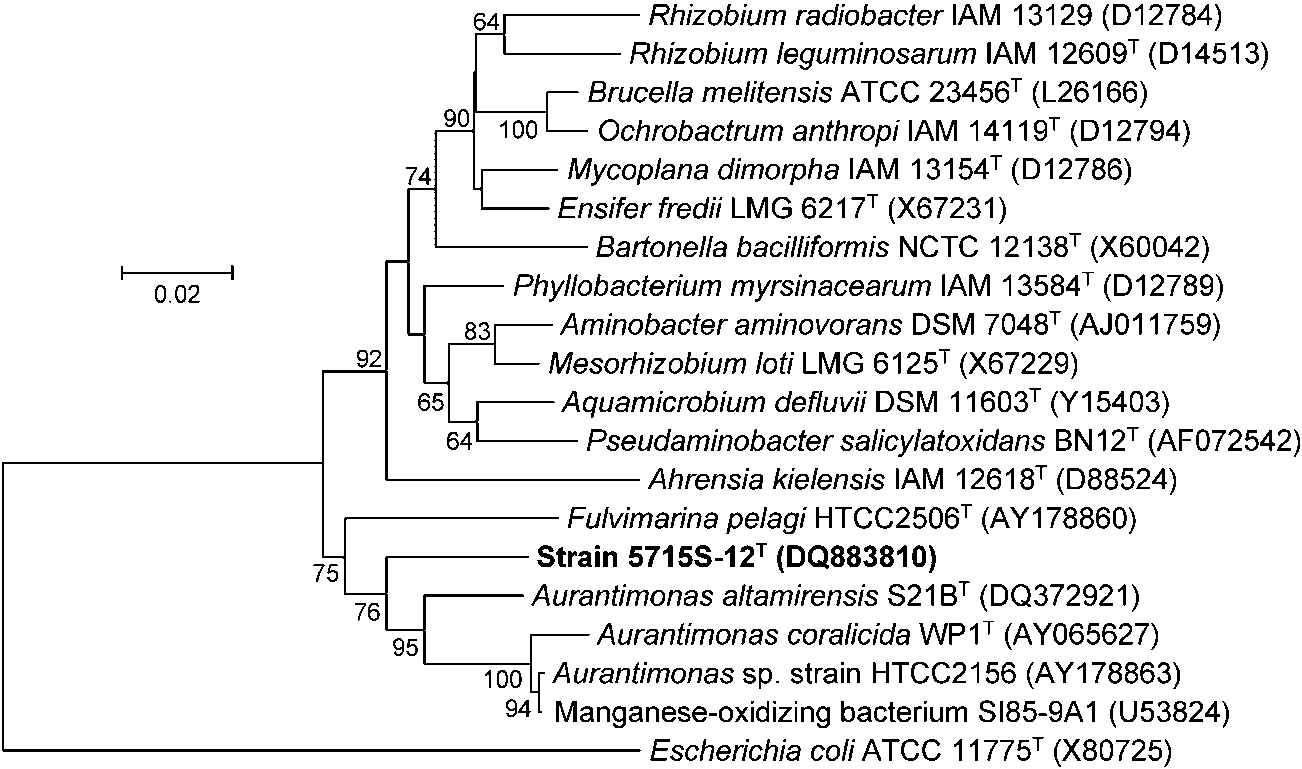 64
Rhizobium radiobacter IAM 13129 (D12784)
Rhizobium leguminosarum IAM 12609ᵀ (D14513)
Brucella melitensis ATCC 23456ᵀ (L26166)
90
100
Ochrobactrum anthropi IAM 14119ᵀ (D12794)
Mycoplana dimorpha IAM 13154ᵀ (D12786)
74
Ensifer fredii LMG 6217ᵀ (X67231)
Bartonella bacilliformis NCTC 12138ᵀ (X60042)
0.02
Phyllobacterium myrsinacearum IAM 13584ᵀ (D12789)
83
Aminobacter aminovorans DSM 7048ᵀ (AJ011759)
92
Mesorhizobium loti LMG 6125ᵀ (X67229)
65
Aquamicrobium defluvii DSM 11603ᵀ (Y15403)
64
Pseudaminobacter salicylatoxidans BN12ᵀ (AF072542)
Ahrensia kielensis IAM 12618ᵀ (D88524)
Fulvimarina pelagi HTCC2506ᵀ (AY178860)
Strain 5715S-12ᵀ (DQ883810)
75
Aurantimonas altamirensis S21Bᵀ (DQ372921)
76
Aurantimonas coralicida WP1ᵀ (AY065627)
95
Aurantimonas sp. strain HTCC2156 (AY178863)
100
94
Manganese-oxidizing bacterium SI85-9A1 (U53824)
Escherichia coli ATCC 11775ᵀ (X80725)